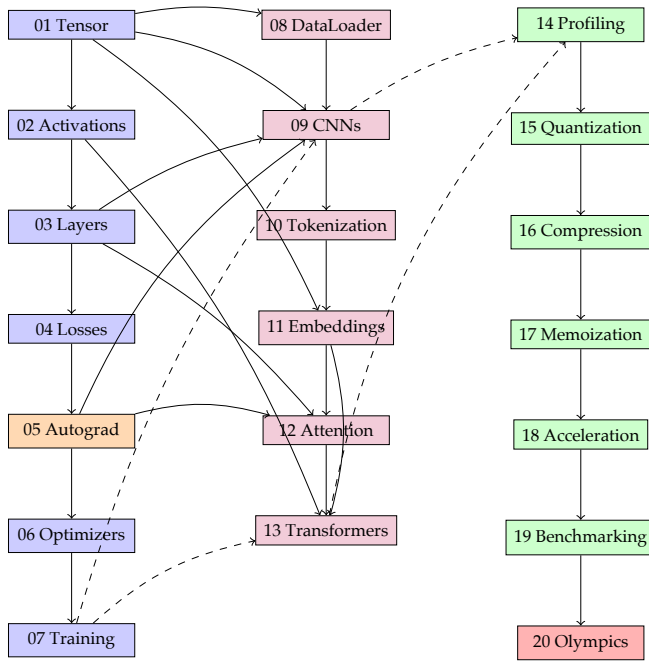 01 Tensor
02 Activations
03 Layers
04 Losses
05 Autograd
06 Optimizers
07 Training
08 DataLoader
09 CNNs
10 Tokenization
11 Embeddings
12 Attention
13 Transformers
14 Profiling
15 Quantization
16 Compression
17 Memoization
18 Acceleration
19 Benchmarking
20 Olympics